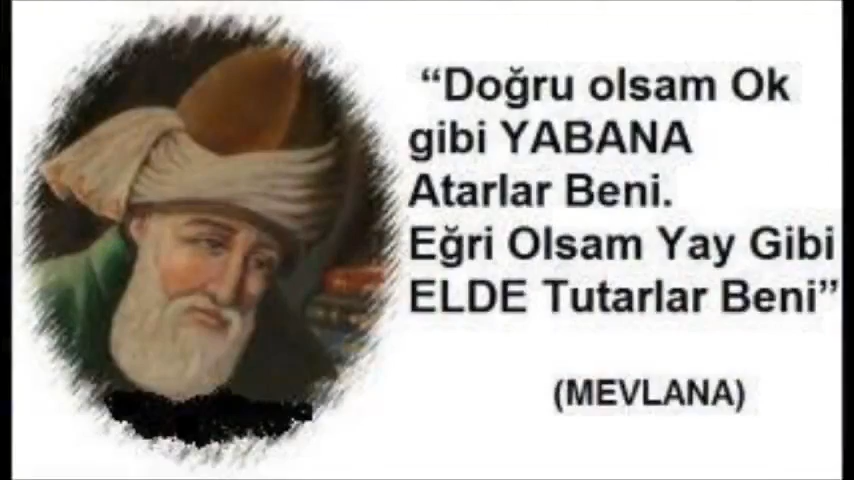 “Doğru olsam Ok
gibi YABANA
Atarlar Beni.
Eğri Olsam Yay Gibi
ELDE Tutarlar Beni”
(MEVLANA)